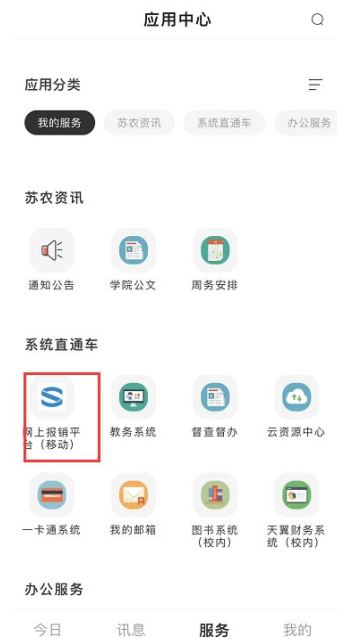 应用中心
应用分类
我的服务 苏农资讯 系统直通车 办公服务
苏农资讯
通知公告 学院公文 周务安排
系统直通车
网上报销平
台（移动） 教务系统 督查督办 云资源中心
一卡通系统 我的邮箱 图书系统
（校内） 天翼财务系
统（校内）
办公服务
今日 讯息 服务 我的